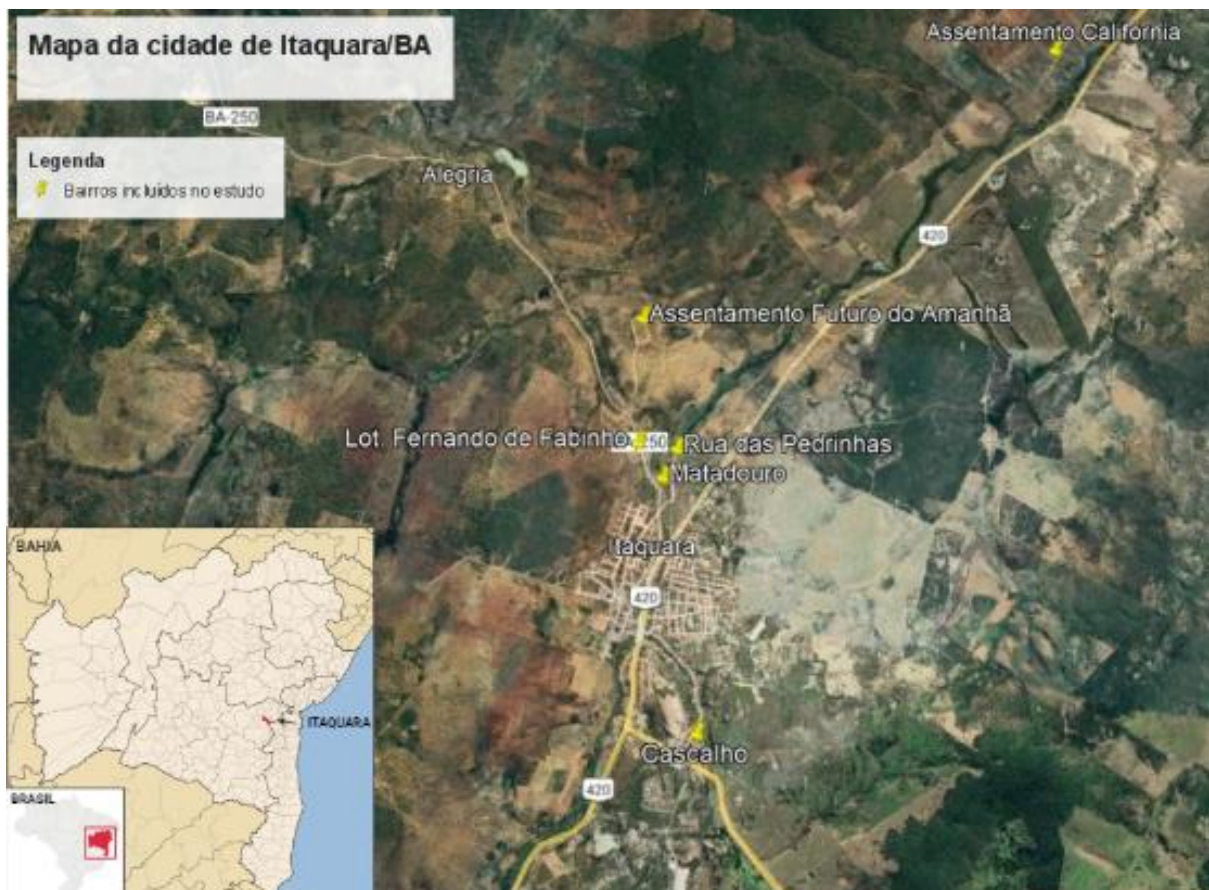 Mapa da cidade de Itaquara/BA
Assentamento California
BA-250
Legenda
Bairros incluídos no estudo
Alegria
420
Assentamento Futuro do Amanhã
Lot. Fernando de Fabinho
BA-250
Rua das Pedrinhas
Matadouro
Itaquara
420
BAHIA
ITAQUARA
Cascalho
420
BRASIL